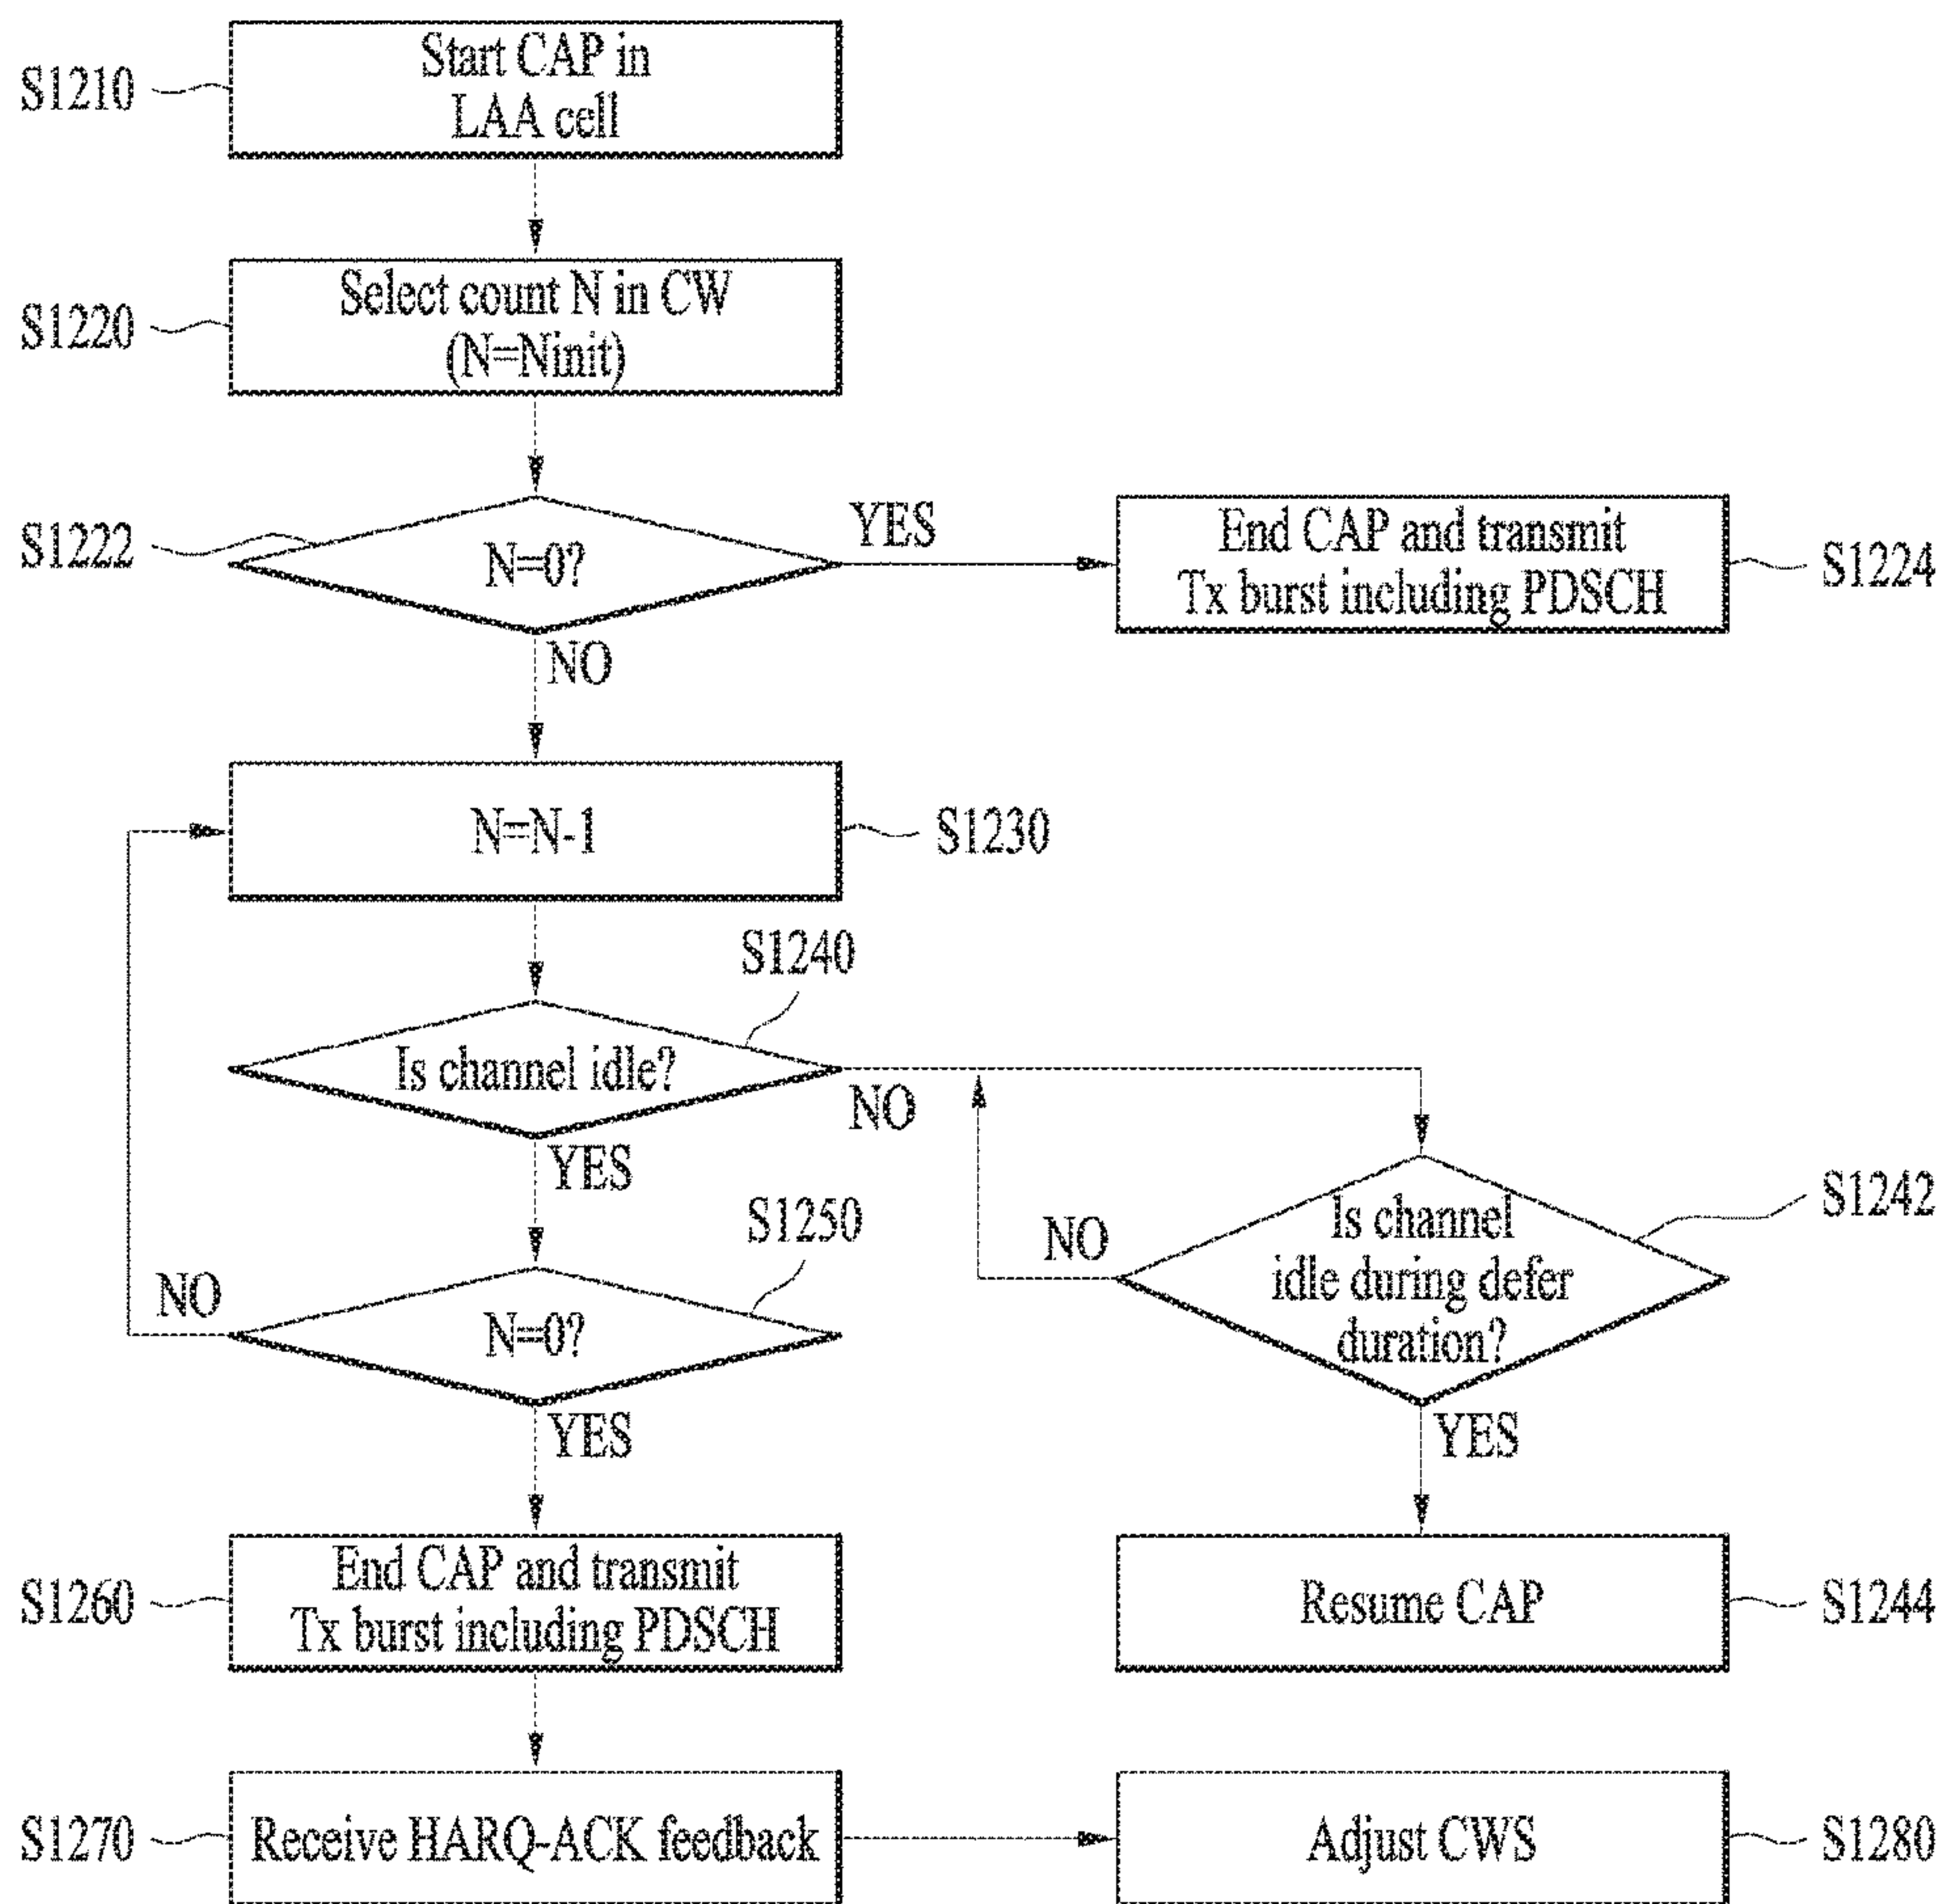 S1210
Start CAP in
LAA cell
S1220
Select count N in CW
(N=Ninit)
S1222
N=0?
YES
End CAP and transmit
Tx burst including PDSCH
S1224
NO
N=N-1
S1230
S1240
Is channel idle?
NO
YES
S1250
S1242
Is channel
idle during defer
duration?
NO
NO
N=0?
YES
YES
S1260
End CAP and transmit
Tx burst including PDSCH
Resume CAP
S1244
S1270
Receive HARQ-ACK feedback
Adjust CWS
S1280